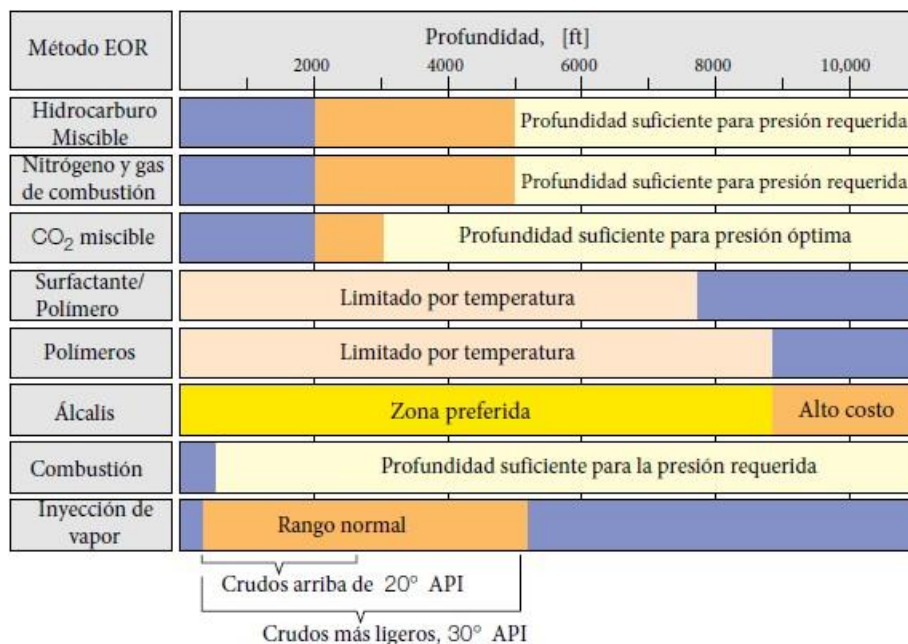 Método EOR
Profundidad, [ft]
2000 4000 6000 8000 10,000
Hidrocarburo
Miscible
Profundidad suficiente para presión requerida
Nitrógeno y gas
de combustión
Profundidad suficiente para presión requerida
CO2 miscible
Profundidad suficiente para presión óptima
Surfactante/
Polímero
Limitado por temperatura
Polímeros
Limitado por temperatura
Álcalis
Zona preferida
Alto costo
Combustión
Profundidad suficiente para la presión requerida
Inyección de
vapor
Rango normal
Crudos arriba de 20° API
Crudos más ligeros, 30° API